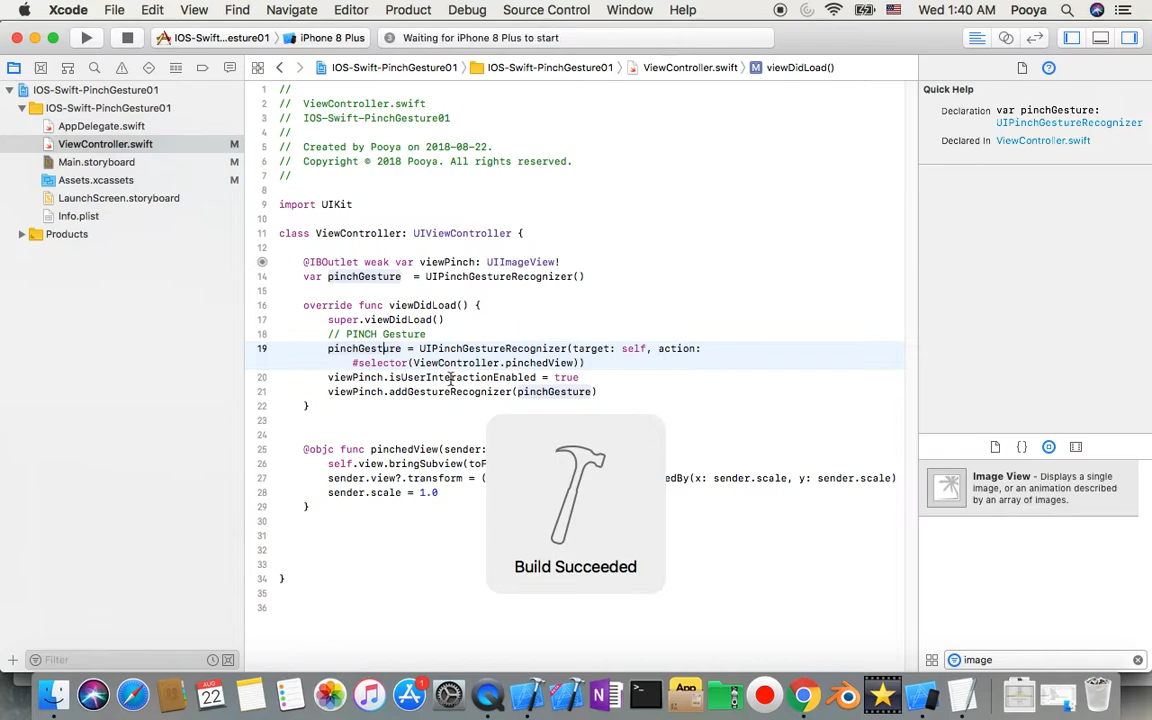 Xcode File Edit View Find Navigate Editor Product Debug Source Control Window Help Wed 1:40 AM Pooya
IOS-Swift...esture01 iPhone 8 Plus Waiting for iPhone 8 Plus to start
IOS-Swift-PinchGesture01 IOS-Swift-PinchGesture01 ViewController.swift M viewDidLoad()
IOS-Swift-PinchGesture01
IOS-Swift-PinchGesture01
AppDelegate.swift
ViewController.swift M
Main.storyboard M
Assets.xcassets M
LaunchScreen.storyboard
Info.plist
Products
Filter
1 //
2 // ViewController.swift
3 // IOS-Swift-PinchGesture01
4 //
5 // Created by Pooya on 2018-08-22.
6 // Copyright © 2018 Pooya. All rights reserved.
7 //
8
9 import UIKit
10
11 class ViewController: UIViewController {
12
@IBOutlet weak var viewPinch: UIImageView!
14 var pinchGesture = UIPinchGestureRecognizer()
15
16 override func viewDidLoad() {
17 super.viewDidLoad()
18 // PINCH Gesture
19 pinchGesture = UIPinchGestureRecognizer(target: self, action:
#selector(ViewController.pinchedView))
20 viewPinch.isUserInteractionEnabled = true
21 viewPinch.addGestureRecognizer(pinchGesture)
22 }
23
24
25 @objc func pinchedView(sender:
26 self.view.bringSubview(toF
27 sender.view?.transform = ( edBy(x: sender.scale, y: sender.scale)
28 sender.scale = 1.0
29 }
30
31
32
33
34 }
35
36
Build Succeeded
Quick Help
Declaration var pinchGesture:
UIPinchGestureRecognizer
Declared In ViewController.swift
{}
Image View - Displays a
single image, or an animation described
by an array of images.
image
AUG
22
1
App